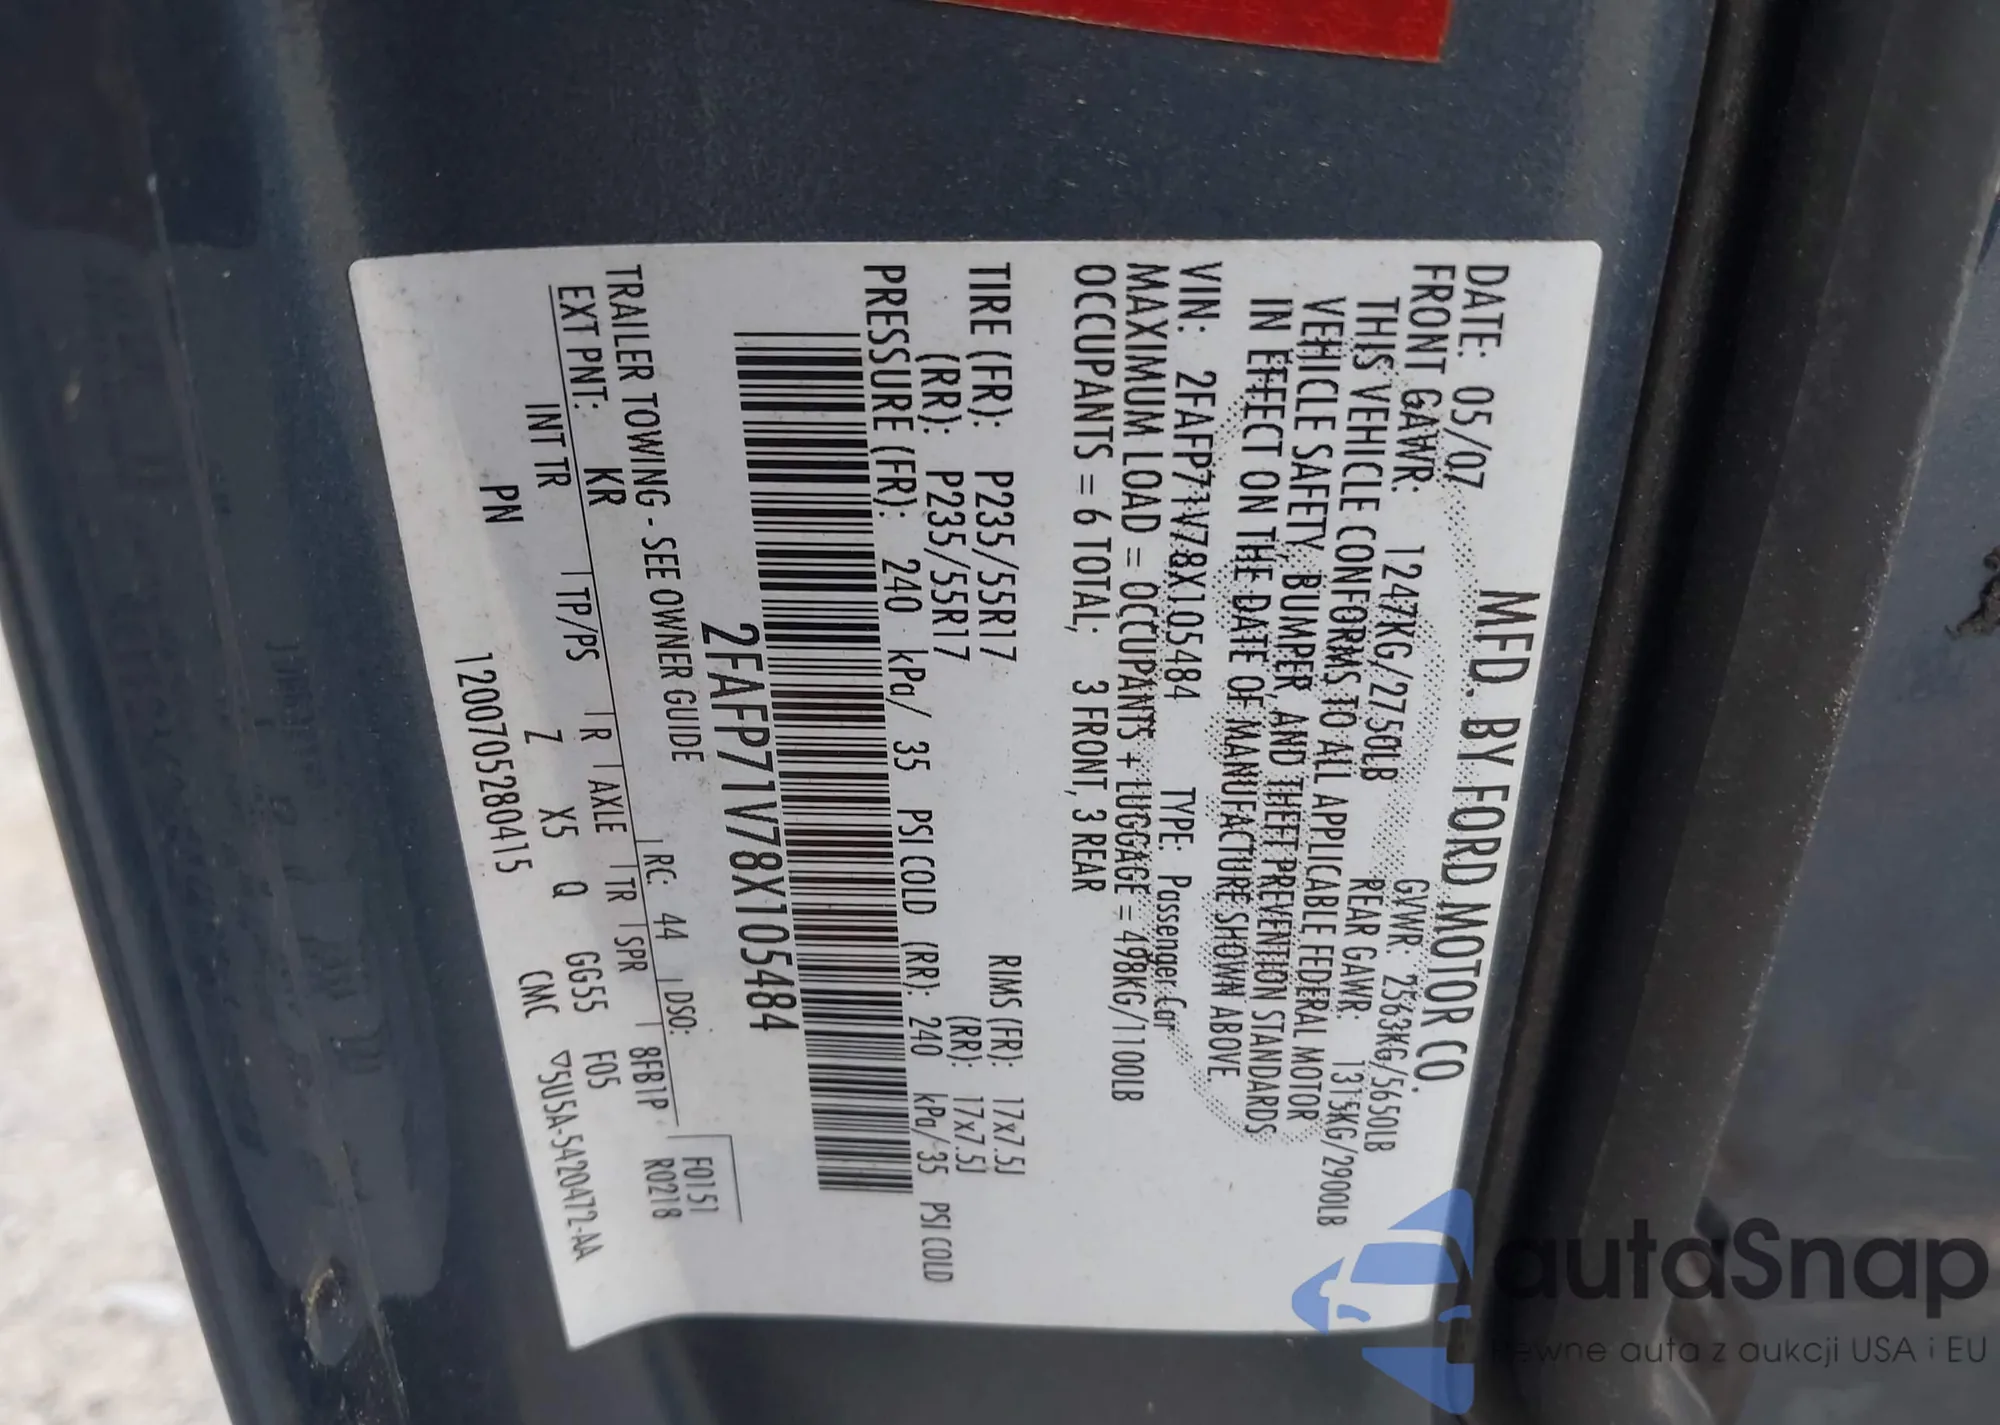 MFD. BY FORD MOTOR CO.
DATE: 05/07 GVWR: 2563KG/5650LB
FRONT GAWR: 1247KG/2750LB REAR GAWR: 1315KG/2900LB
THIS VEHICLE CONFORMS TO ALL APPLICABLE FEDERAL MOTOR
VEHICLE SAFETY, BUMPER, AND THEFT PREVENTION STANDARDS
IN EFFECT ON THE DATE OF MANUFACTURE SHOWN ABOVE.
VIN: 2FAFP71V78X105484 TYPE: Passenger Car
MAXIMUM LOAD = OCCUPANTS + LUGGAGE = 498KG/1100LB
OCCUPANTS = 6 TOTAL, 3 FRONT, 3 REAR
TIRE (FR): P235/55R17 RIMS (FR): 17x7.5J
(RR): P235/55R17 (RR): 17x7.5J
PRESSURE (FR): 240 kPa/ 35 PSI COLD (RR): 240 kPa/ 35 PSI COLD
2FAFP71V78X105484
TRAILER TOWING - SEE OWNER GUIDE
F0151
EXT PNT: KR RC: 44 DSO: R0218
INT TR TP/PS R AXLE TR SPR 8FB1P
PN Z X5 Q GG55 F05
1200705280415 CMC ▽5U5A-5420472-AA
autaSnap
Pewne auta z aukcji USA i EU